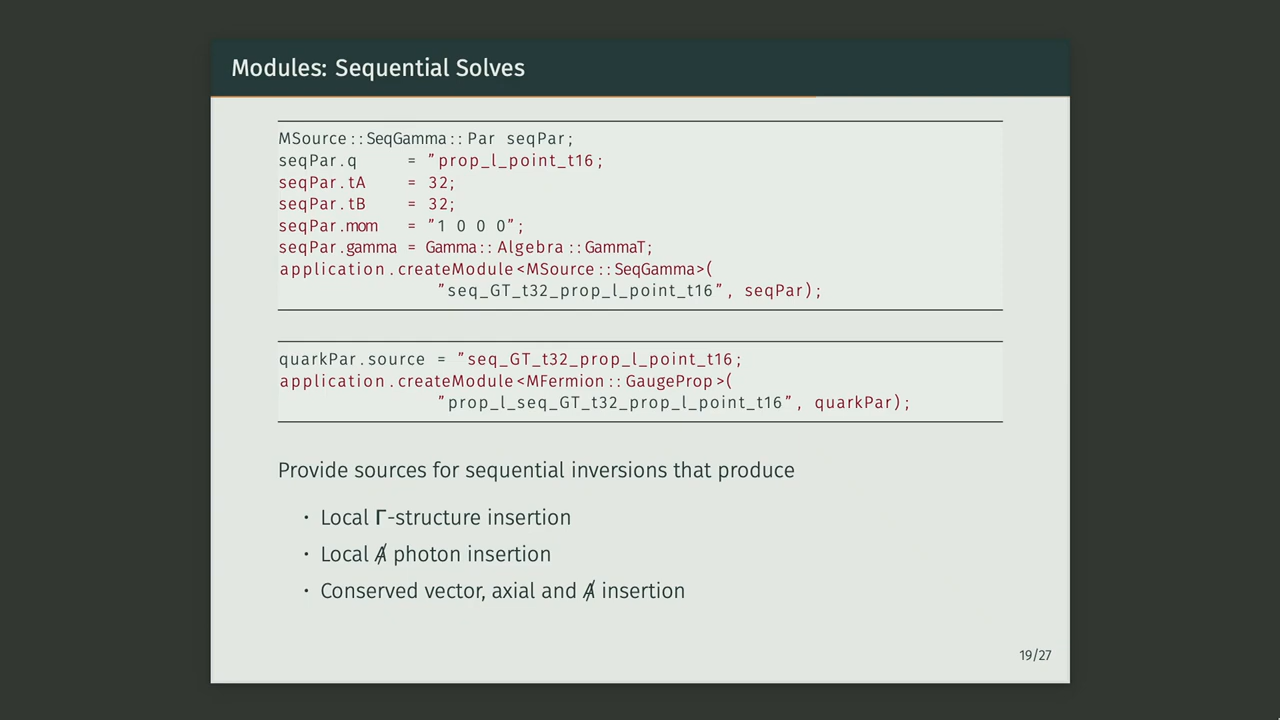 Modules: Sequential Solves
MSource::SeqGamma::Par seqPar;
seqPar.q     = "prop_l_point_t16;
seqPar.tA    = 32;
seqPar.tB    = 32;
seqPar.mom   = "1 0 0 0";
seqPar.gamma = Gamma::Algebra::GammaT;
application.createModule<MSource::SeqGamma>(
"seq_GT_t32_prop_l_point_t16", seqPar);
quarkPar.source = "seq_GT_t32_prop_l_point_t16;
application.createModule<MFermion::GaugeProp>(
"prop_l_seq_GT_t32_prop_l_point_t16", quarkPar);
Provide sources for sequential inversions that produce
• Local Γ-structure insertion
• Local A̸ photon insertion
• Conserved vector, axial and A̸ insertion
19/27